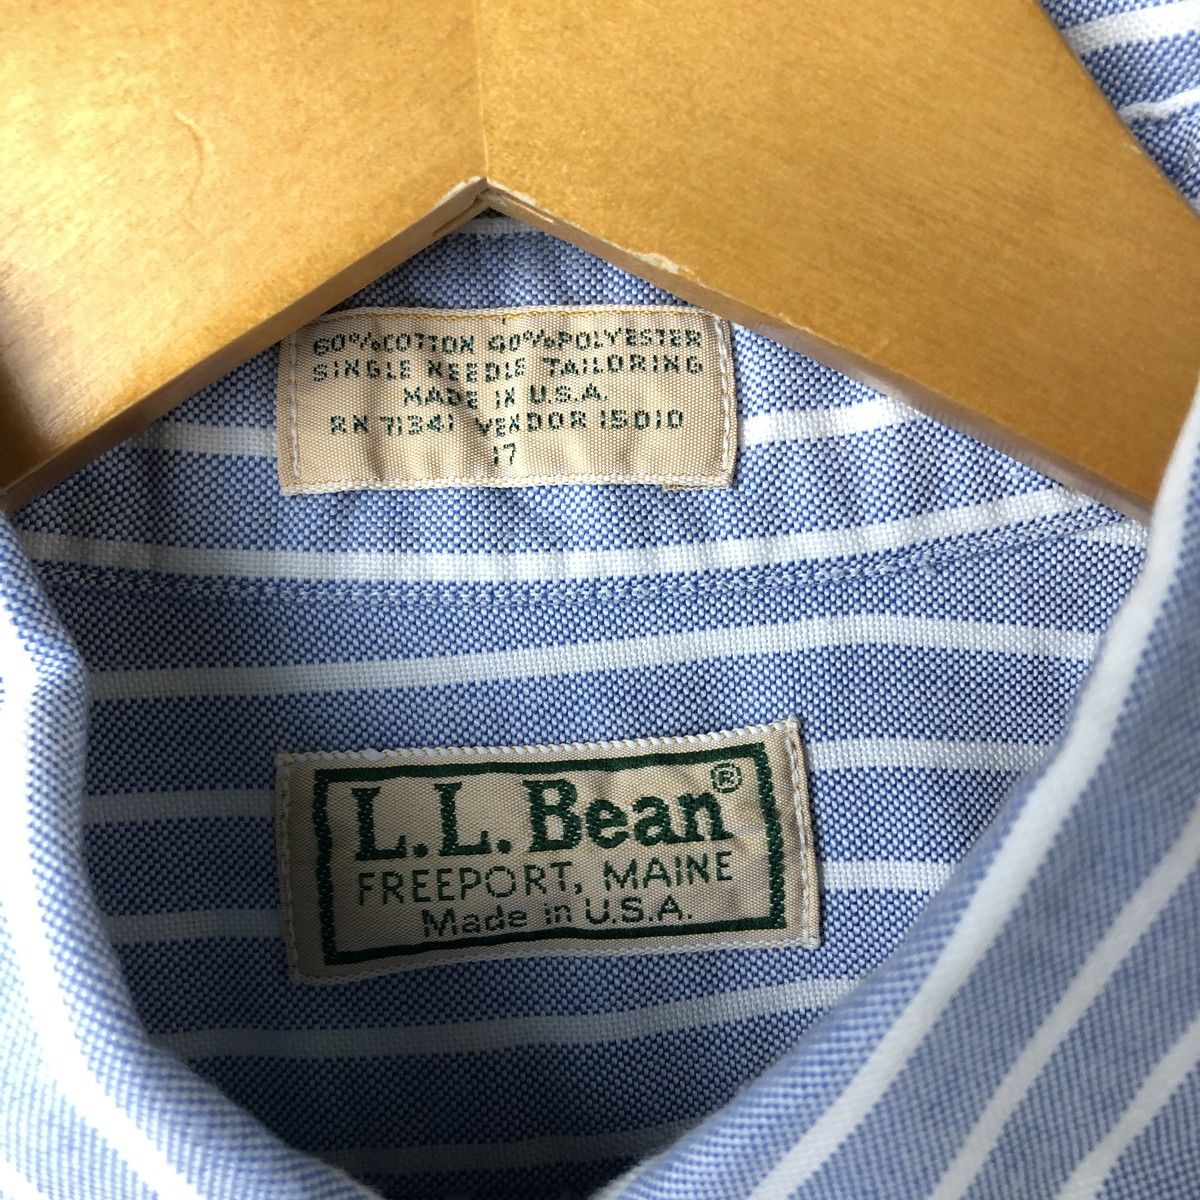 60%COTTON 40%POLYESTER
SINGLE NEEDLE TAILORING
MADE IN U.S.A.
RN 71341 VENDOR 15010
17
L.L.Bean®
FREEPORT, MAINE
Made in U.S.A.